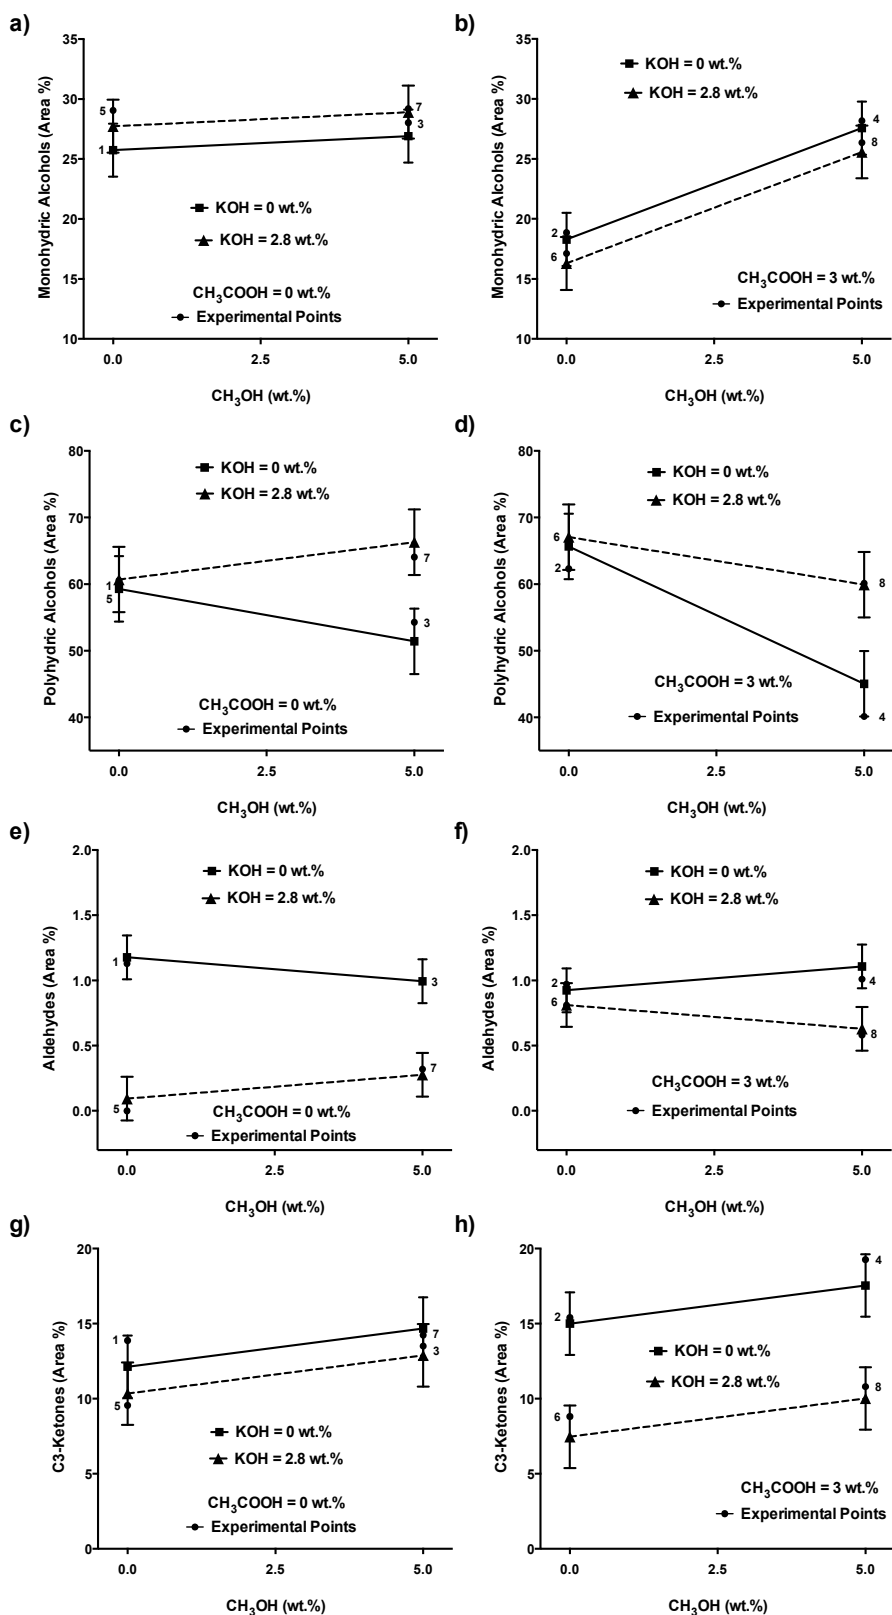 a)
Monohydric Alcohols (Area %)
35
30
25
20
15
10
5
7
3
1
KOH = 0 wt.%
KOH = 2.8 wt.%
CH₃COOH = 0 wt.%
Experimental Points
0.0 2.5 5.0
CH₃OH (wt.%)
b)
Monohydric Alcohols (Area %)
35
30
25
20
15
10
KOH = 0 wt.%
KOH = 2.8 wt.%
4
8
2
6
CH₃COOH = 3 wt.%
Experimental Points
0.0 2.5 5.0
CH₃OH (wt.%)
c)
Polyhydric Alcohols (Area %)
80
70
60
50
40
KOH = 0 wt.%
KOH = 2.8 wt.%
1
5
7
3
CH₃COOH = 0 wt.%
Experimental Points
0.0 2.5 5.0
CH₃OH (wt.%)
d)
Polyhydric Alcohols (Area %)
80
70
60
50
40
KOH = 0 wt.%
KOH = 2.8 wt.%
6
2
8
4
CH₃COOH = 3 wt.%
Experimental Points
0.0 2.5 5.0
CH₃OH (wt.%)
e)
Aldehydes (Area %)
2.0
1.5
1.0
0.5
0.0
KOH = 0 wt.%
KOH = 2.8 wt.%
1
3
7
5
CH₃COOH = 0 wt.%
Experimental Points
0.0 2.5 5.0
CH₃OH (wt.%)
f)
Aldehydes (Area %)
2.0
1.5
1.0
0.5
0.0
KOH = 0 wt.%
KOH = 2.8 wt.%
2
4
6
8
CH₃COOH = 3 wt.%
Experimental Points
0.0 2.5 5.0
CH₃OH (wt.%)
g)
C3-Ketones (Area %)
20
15
10
5
0
1
7
3
5
KOH = 0 wt.%
KOH = 2.8 wt.%
CH₃COOH = 0 wt.%
Experimental Points
0.0 2.5 5.0
CH₃OH (wt.%)
h)
C3-Ketones (Area %)
20
15
10
5
0
4
2
KOH = 0 wt.%
KOH = 2.8 wt.%
8
6
CH₃COOH = 3 wt.%
Experimental Points
0.0 2.5 5.0
CH₃OH (wt.%)